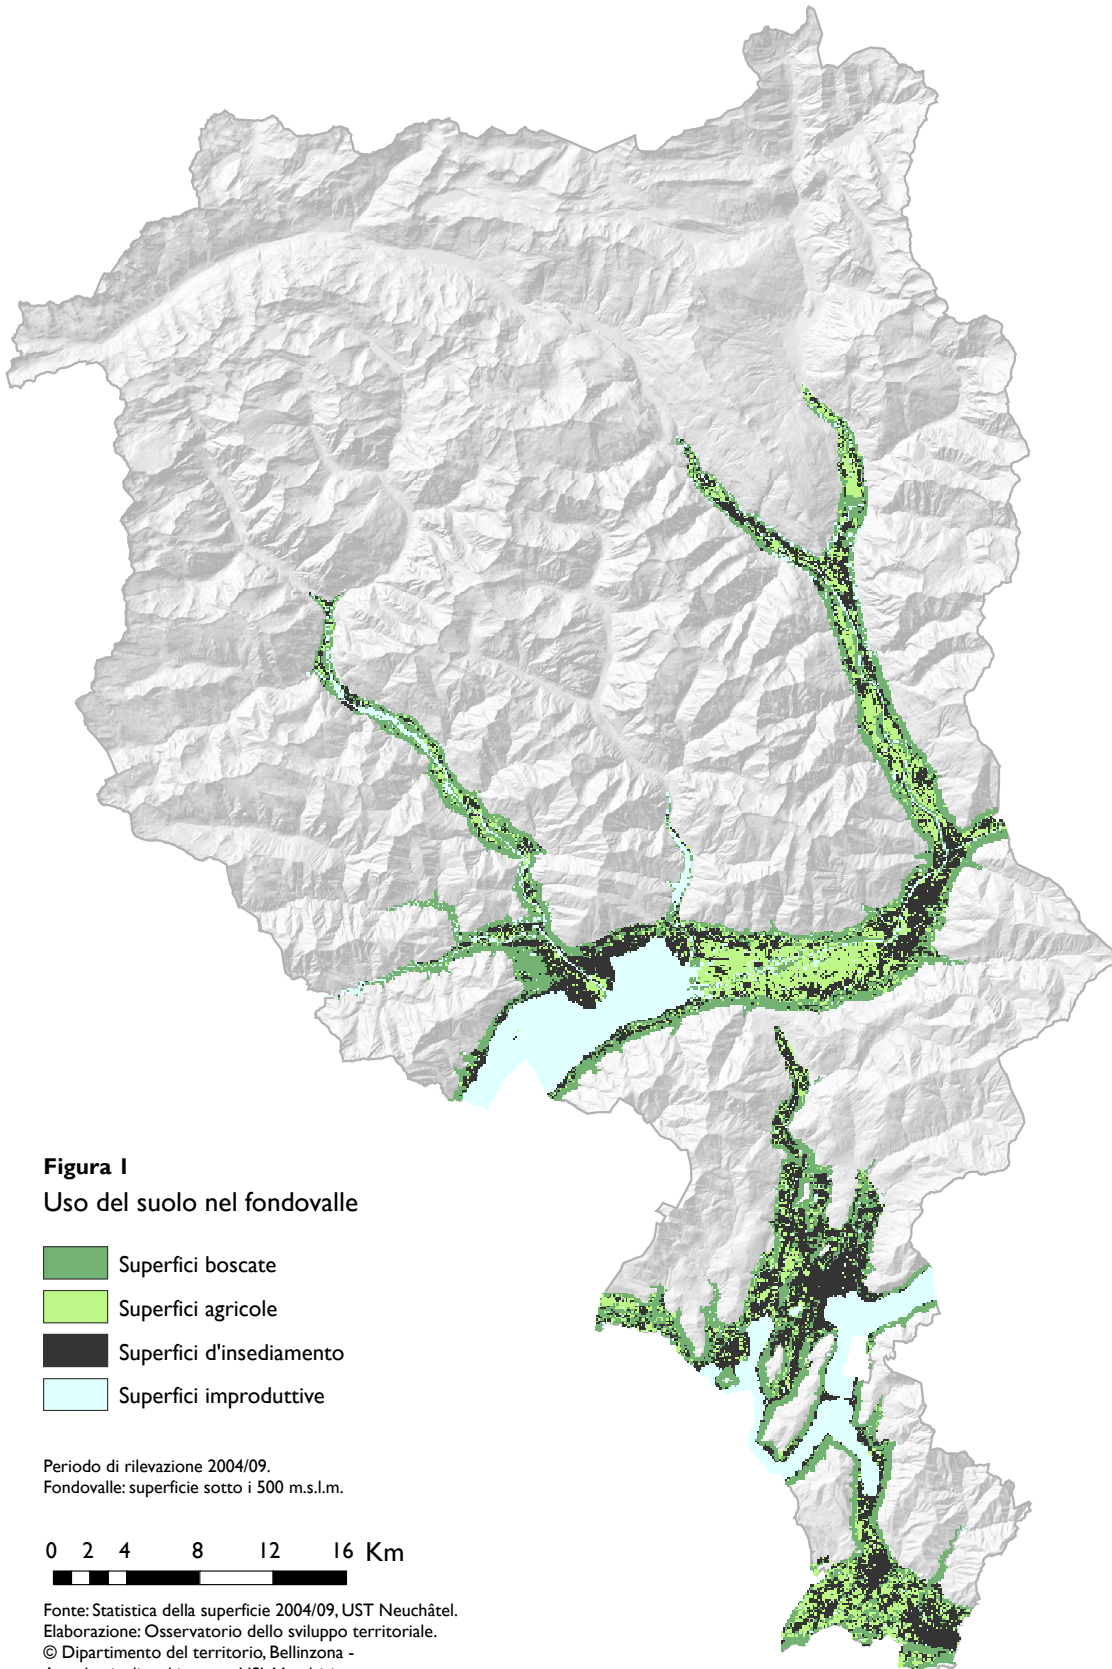 Figura 1
Uso del suolo nel fondovalle
Superfici boscate
Superfici agricole
Superfici d'insediamento
Superfici improduttive
Periodo di rilevazione 2004/09.
Fondovalle: superficie sotto i 500 m.s.l.m.
0 2 4 8 12 16 Km
Fonte: Statistica della superficie 2004/09, UST Neuchâtel.
Elaborazione: Osservatorio dello sviluppo territoriale.
© Dipartimento del territorio, Bellinzona -